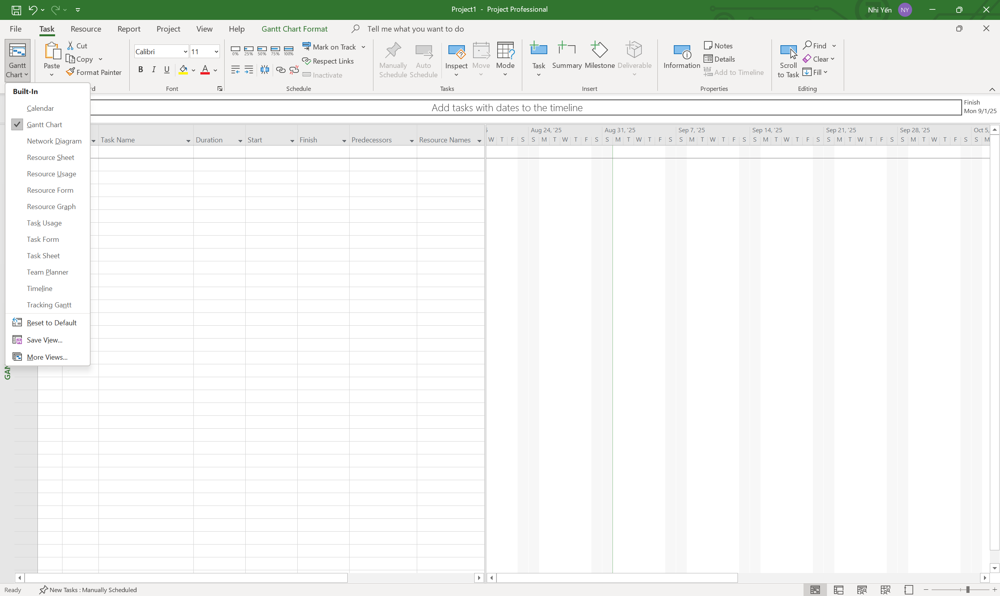 Project1 - Project Professional
Nhi Yến NY
File Task Resource Report Project View Help Gantt Chart Format Tell me what you want to do
Gantt Chart
Paste
Cut
Copy
Format Painter
Calibri 11
B I U A
Font
0% 25% 50% 75% 100%
Mark on Track
Respect Links
Inactivate
Schedule
Manually Schedule
Auto Schedule
Inspect
Move
Mode
Tasks
Task
Summary
Milestone
Deliverable
Insert
Information
Notes
Details
Add to Timeline
Properties
Scroll to Task
Find
Clear
Fill
Editing
Built-In
Calendar
Gantt Chart
Network Diagram
Resource Sheet
Resource Usage
Resource Form
Resource Graph
Task Usage
Task Form
Task Sheet
Team Planner
Timeline
Tracking Gantt
Reset to Default
Save View...
More Views...
Add tasks with dates to the timeline
Finish
Mon 9/1/25
Task Name Duration Start Finish Predecessors Resource Names
Aug 24, '25 Aug 31, '25 Sep 7, '25 Sep 14, '25 Sep 21, '25 Sep 28, '25 Oct 5,
W T F S S M T W T F S S M T W T F S S M T W T F S S M T W T F S S M T W T F S S M T W T F S S M
Ready New Tasks : Manually Scheduled